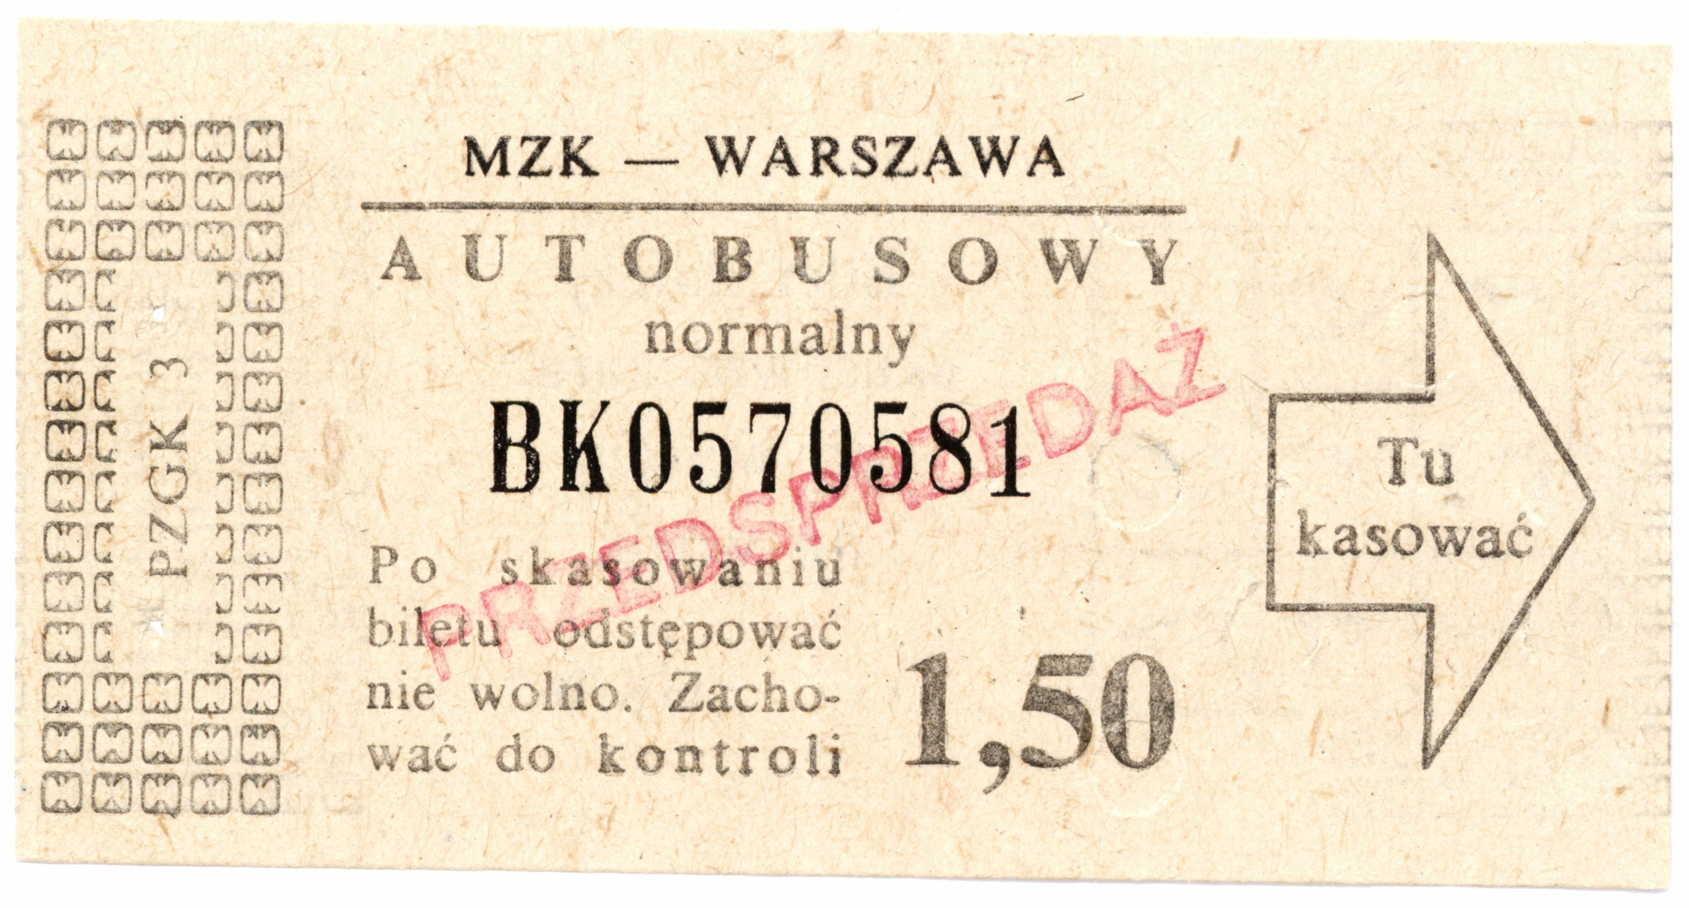 MZK — WARSZAWA
AUTOBUSOWY
normalny
BK0570581
PRZEDSPRZEDAŻ
Po skasowaniu
biletu odstępować
nie wolno. Zacho-
wać do kontroli
1,50
Tu
kasować
PZGK 3